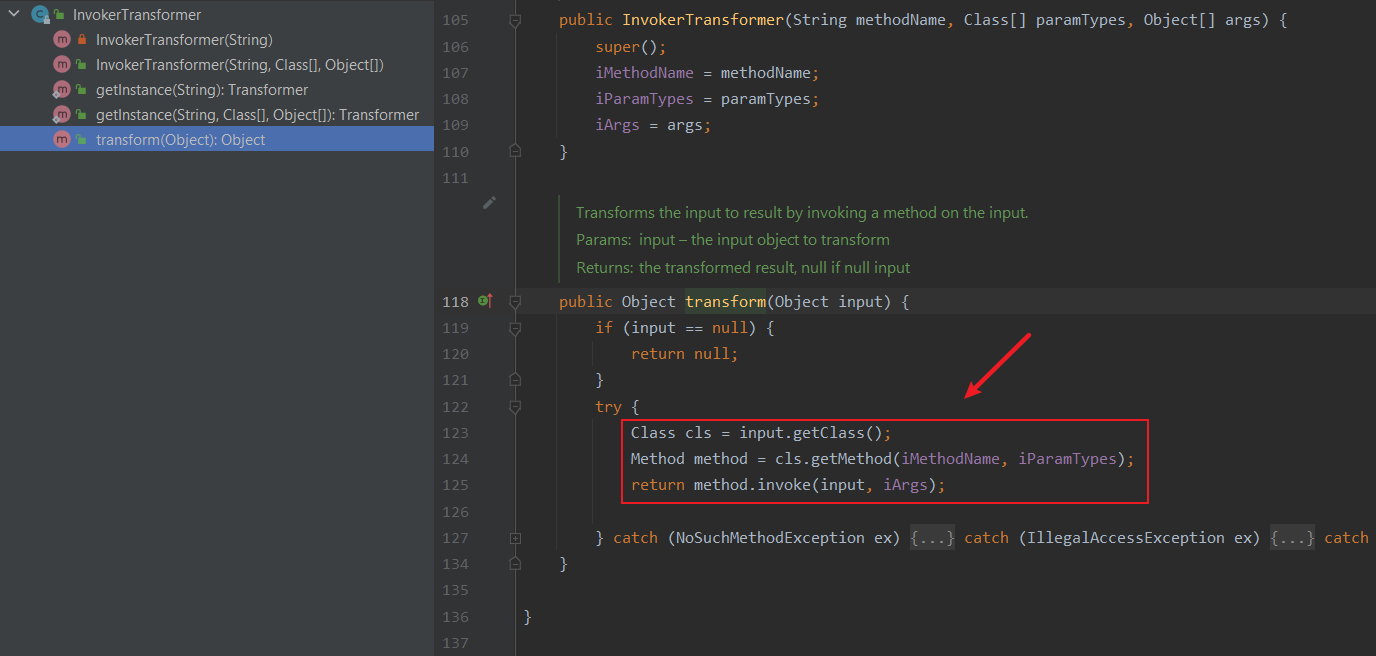 InvokerTransformer
InvokerTransformer(String)
InvokerTransformer(String, Class[], Object[])
getInstance(String): Transformer
getInstance(String, Class[], Object[]): Transformer
transform(Object): Object
105 public InvokerTransformer(String methodName, Class[] paramTypes, Object[] args) {
106 super();
107 iMethodName = methodName;
108 iParamTypes = paramTypes;
109 iArgs = args;
110 }
111
Transforms the input to result by invoking a method on the input.
Params: input – the input object to transform
Returns: the transformed result, null if null input
118 public Object transform(Object input) {
119 if (input == null) {
120 return null;
121 }
122 try {
123 Class cls = input.getClass();
124 Method method = cls.getMethod(iMethodName, iParamTypes);
125 return method.invoke(input, iArgs);
126
127 } catch (NoSuchMethodException ex) {...} catch (IllegalAccessException ex) {...} catch
134 }
135
136 }
137